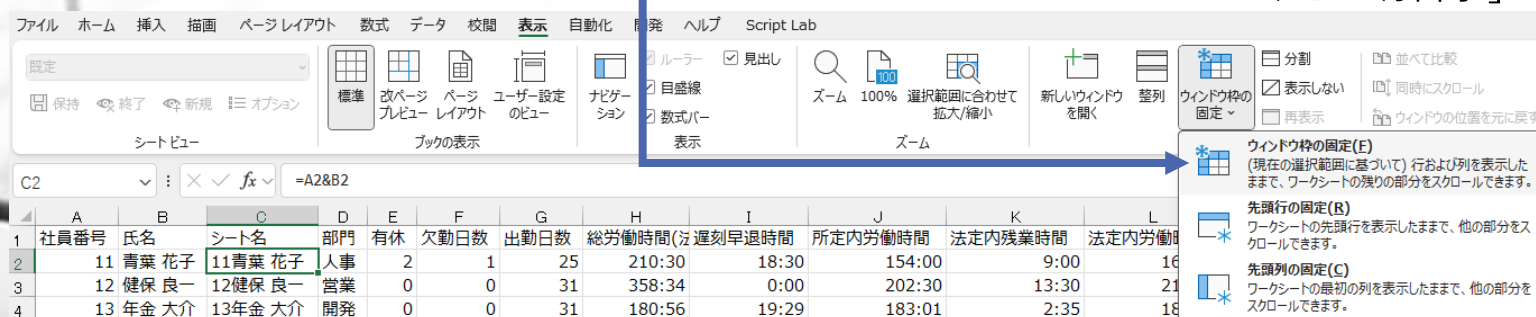 ファイル ホーム 挿入 描画 ページ レイアウト 数式 データ 校閲 表示 自動化 開発 ヘルプ Script Lab
既定
保持 終了 新規 オプション
シート ビュー
標準
改ページ プレビュー
ページ レイアウト
ユーザー設定 のビュー
ブックの表示
ナビゲーション
ルーラー 見出し
目盛線
数式バー
表示
ズーム 100% 選択範囲に合わせて 拡大/縮小
100
ズーム
新しいウィンドウ を開く
整列
ウィンドウ枠の 固定
分割
表示しない
再表示
並べて比較
同時にスクロール
ウィンドウの位置を元に戻す
ウィンドウ枠の固定(F)
(現在の選択範囲に基づいて) 行および列を表示した
ままで、ワークシートの残りの部分をスクロールできます。
先頭行の固定(R)
ワークシートの先頭行を表示したままで、他の部分をス
クロールできます。
先頭列の固定(C)
ワークシートの最初の列を表示したままで、他の部分を
スクロールできます。
C2 fx =A2&B2
A B C D E F G H I J K L
1 社員番号 氏名 シート名 部門 有休 欠勤日数 出勤日数 総労働時間(法 遅刻早退時間 所定内労働時間 法定内残業時間 法定内労働
2 11 青葉 花子 11青葉 花子 人事 2 1 25 210:30 18:30 154:00 9:00 16
3 12 健保 良一 12健保 良一 営業 0 0 31 358:34 0:00 202:30 13:30 21
4 13 年金 大介 13年金 大介 開発 0 0 31 180:56 19:29 183:01 2:35 18